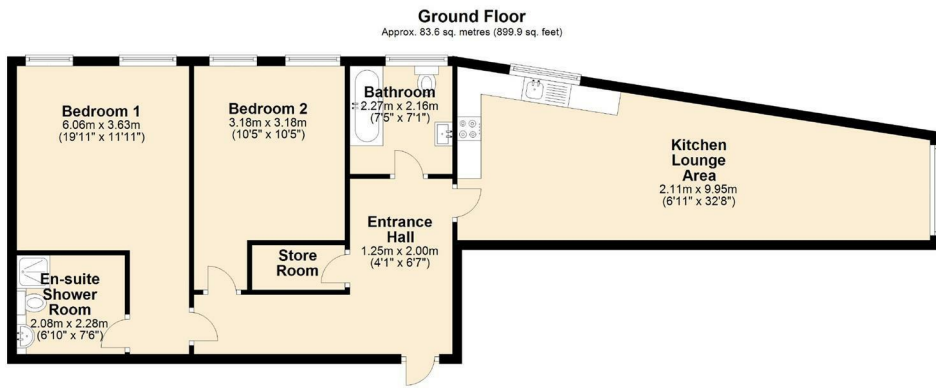 Ground Floor
Approx. 83.6 sq. metres (899.9 sq. feet)
Bedroom 1
6.06m x 3.63m
(19'11" x 11'11")
Bedroom 2
3.18m x 3.18m
(10'5" x 10'5")
Bathroom
2.27m x 2.16m
(7'5" x 7'1")
Kitchen
Lounge
Area
2.11m x 9.95m
(6'11" x 32'8")
Entrance
Hall
1.25m x 2.00m
(4'1" x 6'7")
Store
Room
En-suite
Shower
Room
2.08m x 2.28m
(6'10" x 7'6")